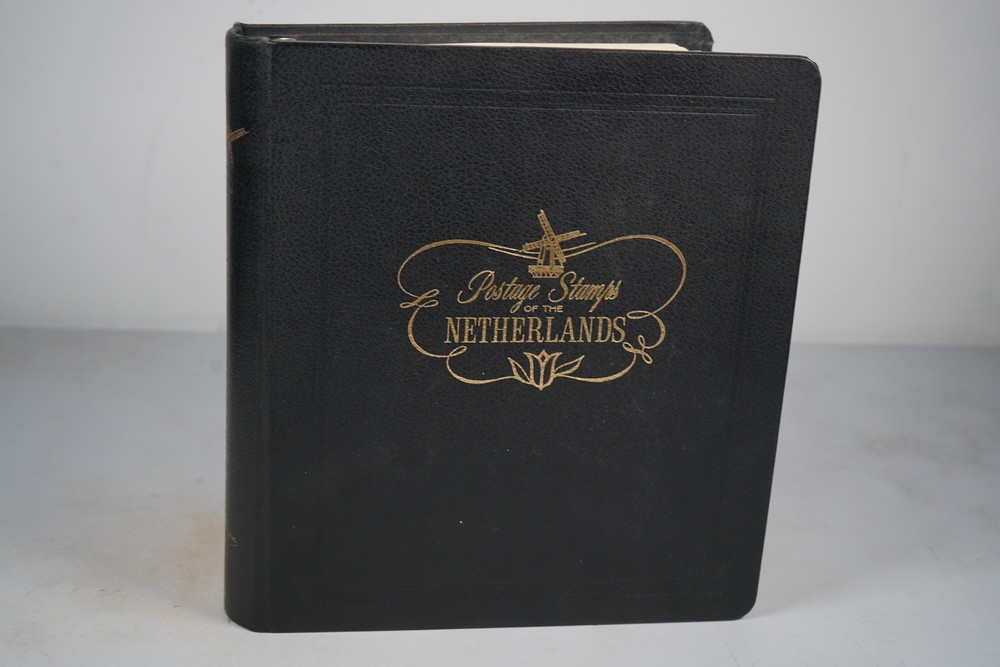 Postage Stamps
OF THE
NETHERLANDS